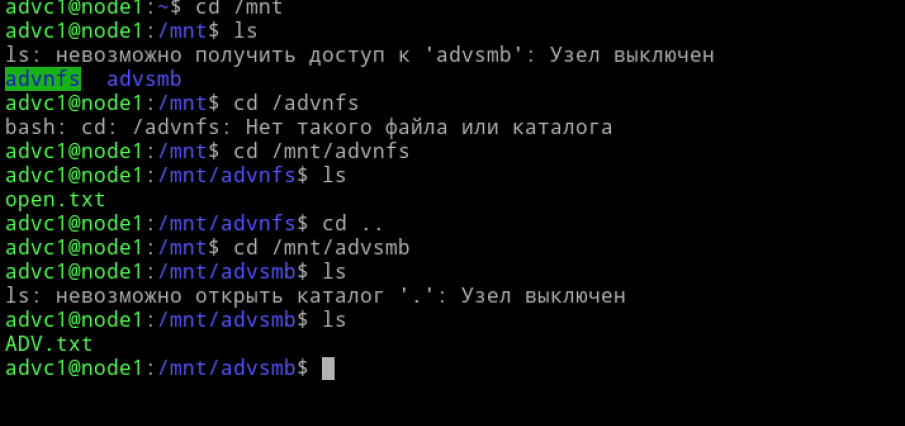 advc1@node1:~$ cd /mnt
advc1@node1:/mnt$ ls
ls: невозможно получить доступ к 'advsmb': Узел выключен
advnfs  advsmb
advc1@node1:/mnt$ cd /advnfs
bash: cd: /advnfs: Нет такого файла или каталога
advc1@node1:/mnt$ cd /mnt/advnfs
advc1@node1:/mnt/advnfs$ ls
open.txt
advc1@node1:/mnt/advnfs$ cd ..
advc1@node1:/mnt$ cd /mnt/advsmb
advc1@node1:/mnt/advsmb$ ls
ls: невозможно открыть каталог '.': Узел выключен
advc1@node1:/mnt/advsmb$ ls
ADV.txt
advc1@node1:/mnt/advsmb$